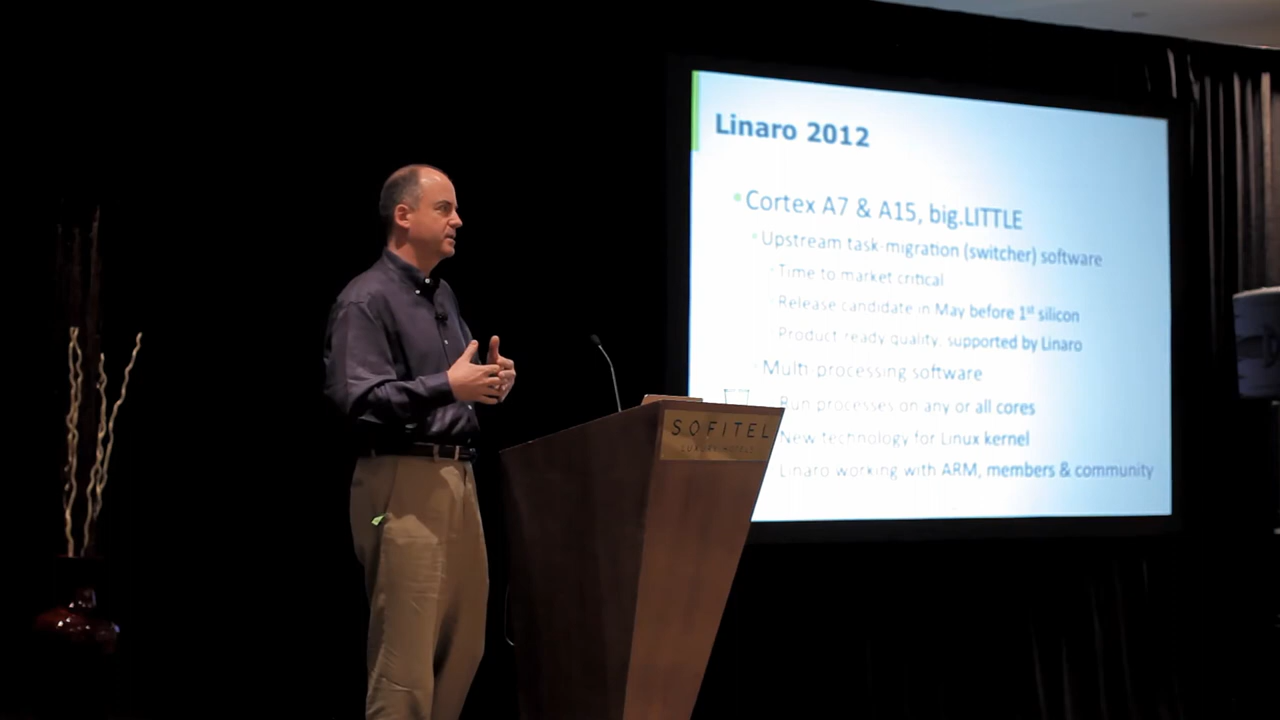 Linaro 2012
Cortex A7 & A15, big.LITTLE
Upstream task-migration (switcher) software
Time to market critical
Release candidate in May before 1st silicon
Product ready quality, supported by Linaro
Multi-processing software
Run processes on any or all cores
New technology for Linux kernel
Linaro working with ARM, members & community
SOFITEL
LUXURY HOTELS